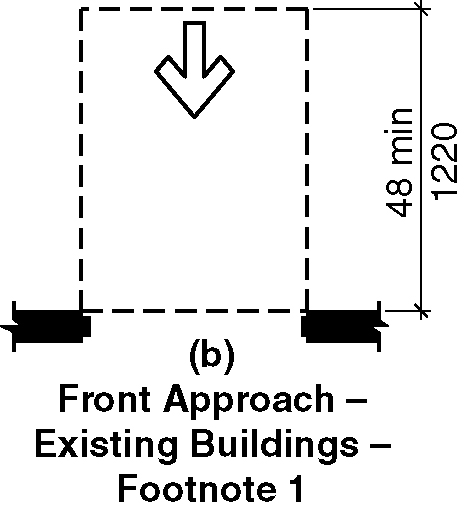 48 min
1220
(b)
Front Approach –
Existing Buildings –
Footnote 1